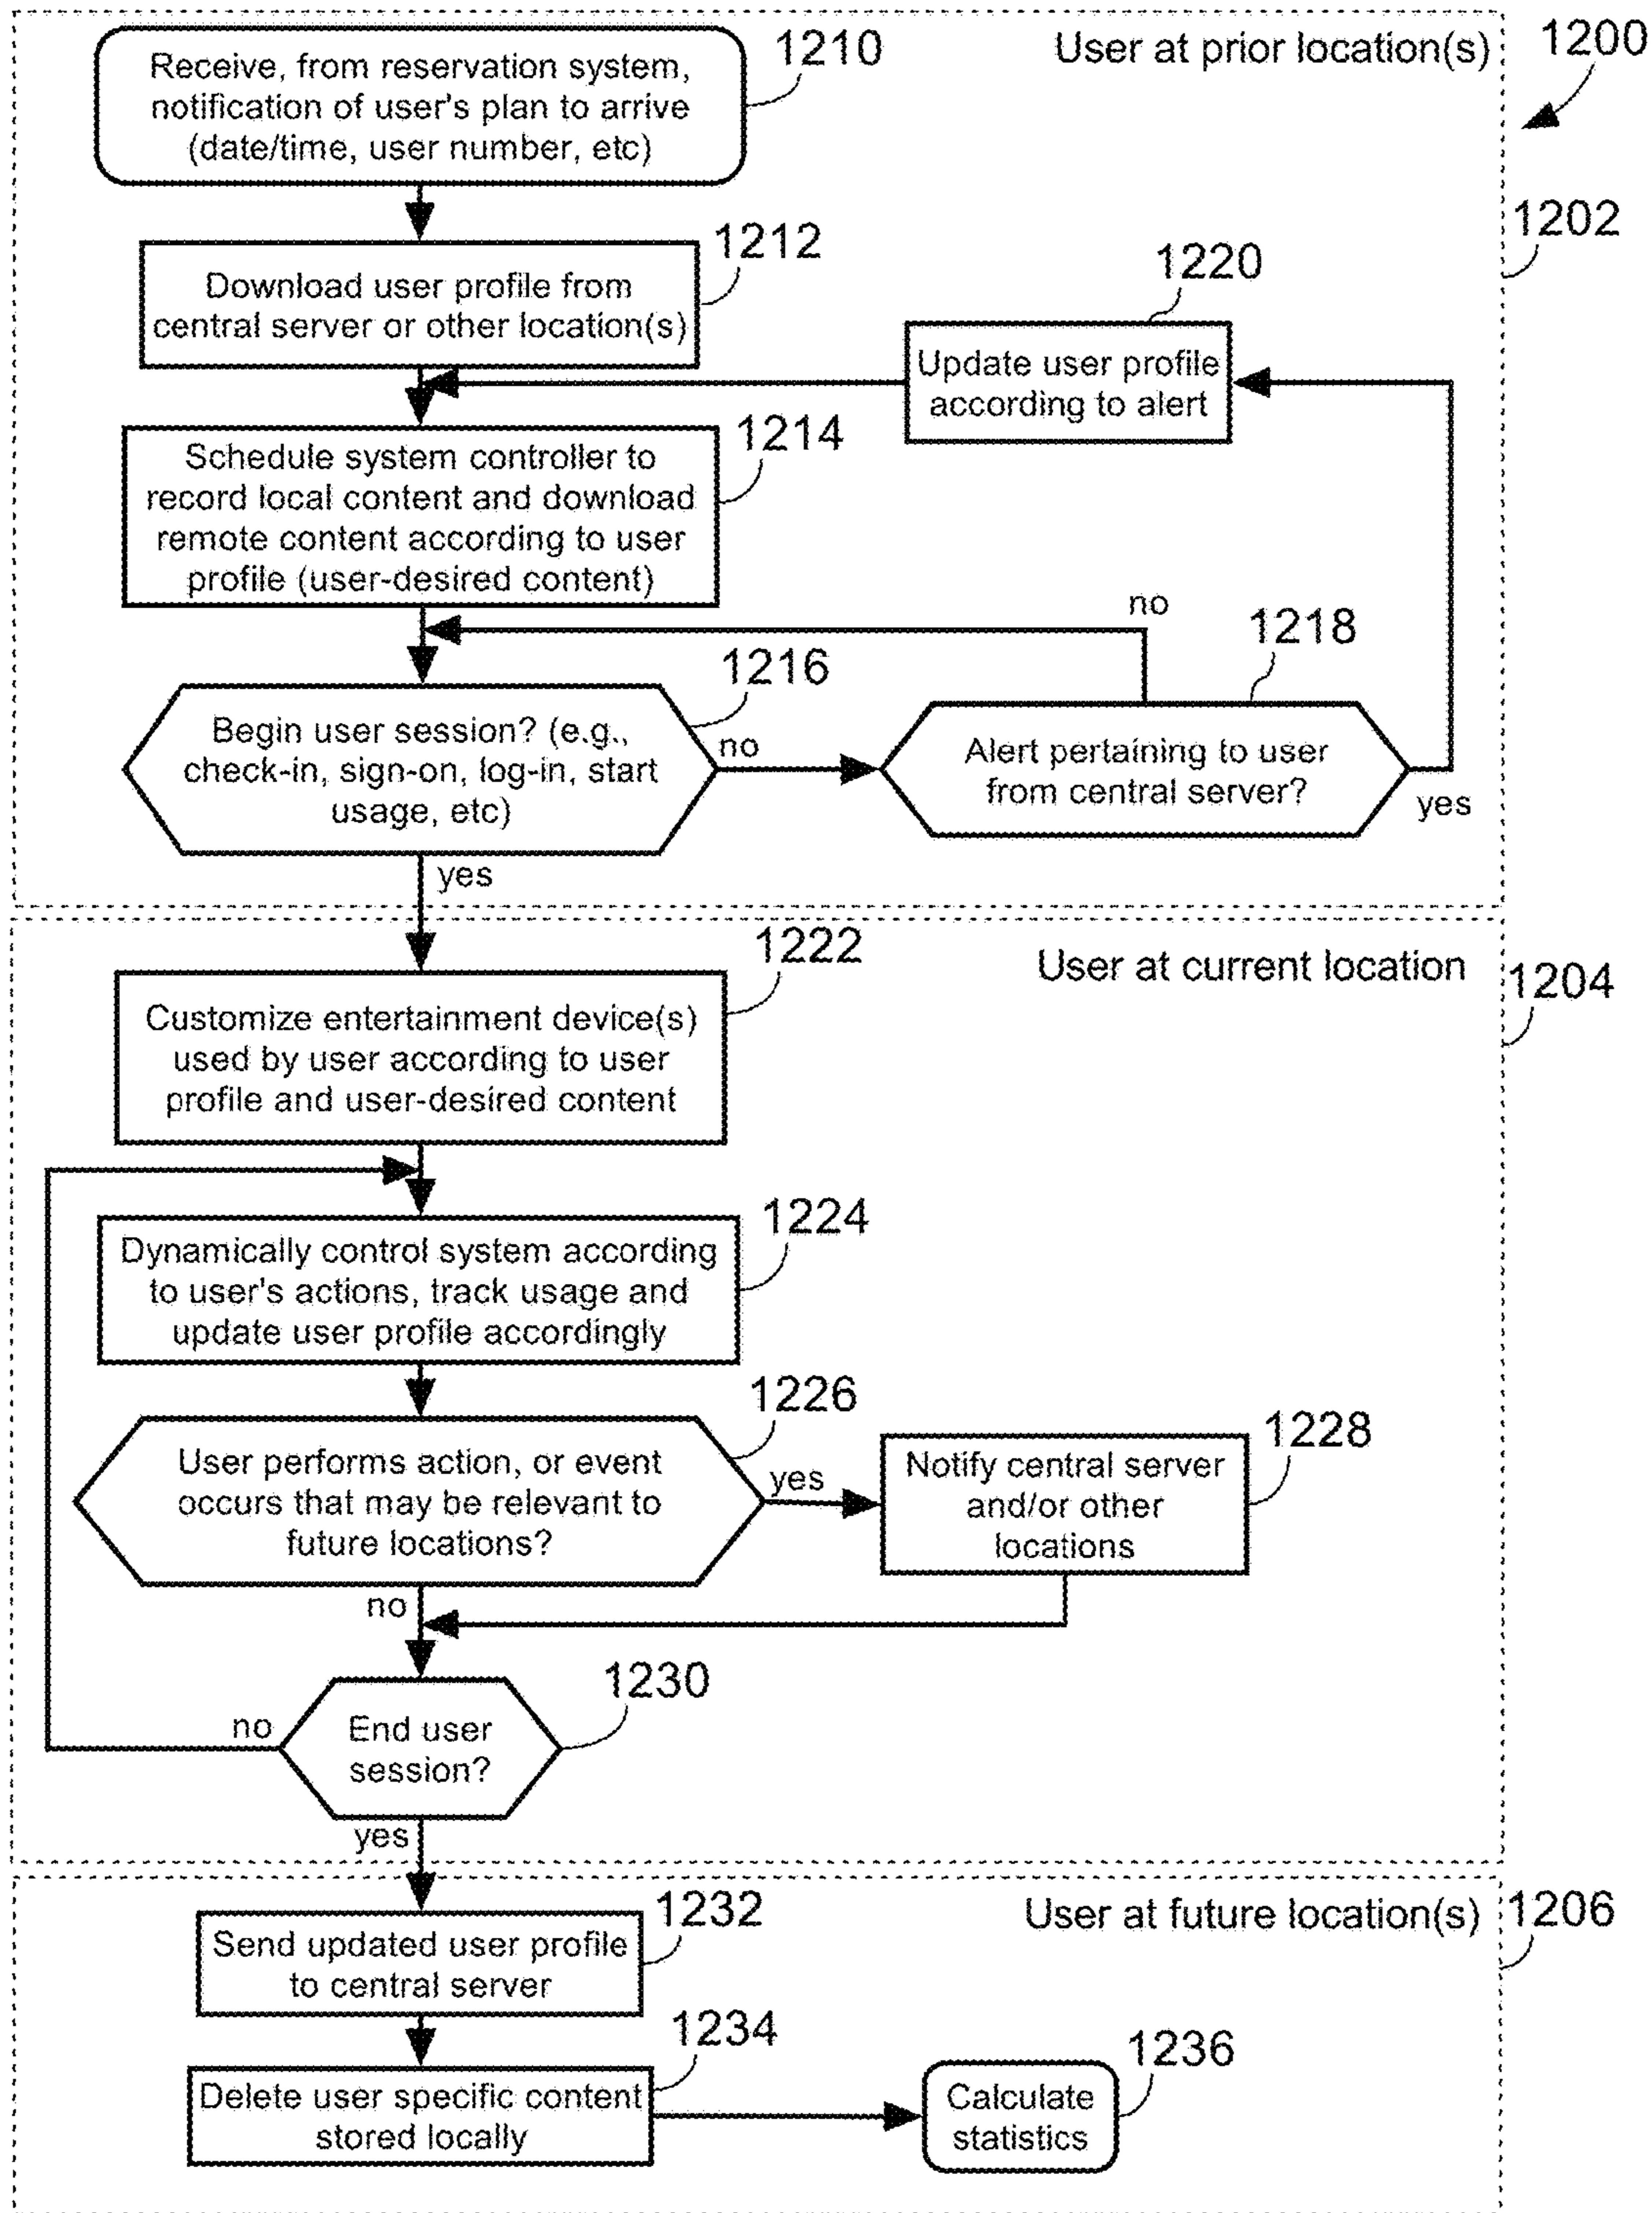 1210
User at prior location(s)
1200
Receive, from reservation system,
notification of user's plan to arrive
(date/time, user number, etc)
1202
1212
Download user profile from
central server or other location(s)
1220
Update user profile
according to alert
1214
Schedule system controller to
record local content and download
remote content according to user
profile (user-desired content)
no
1218
1216
Begin user session? (e.g.,
check-in, sign-on, log-in, start
usage, etc)
no
Alert pertaining to user
from central server?
yes
yes
1222
User at current location
1204
Customize entertainment device(s)
used by user according to user
profile and user-desired content
1224
Dynamically control system according
to user's actions, track usage and
update user profile accordingly
1226
User performs action, or event
occurs that may be relevant to
future locations?
yes
1228
Notify central server
and/or other
locations
no
1230
End user
session?
no
yes
1232
User at future location(s)
1206
Send updated user profile
to central server
1234
Delete user specific content
stored locally
1236
Calculate
statistics